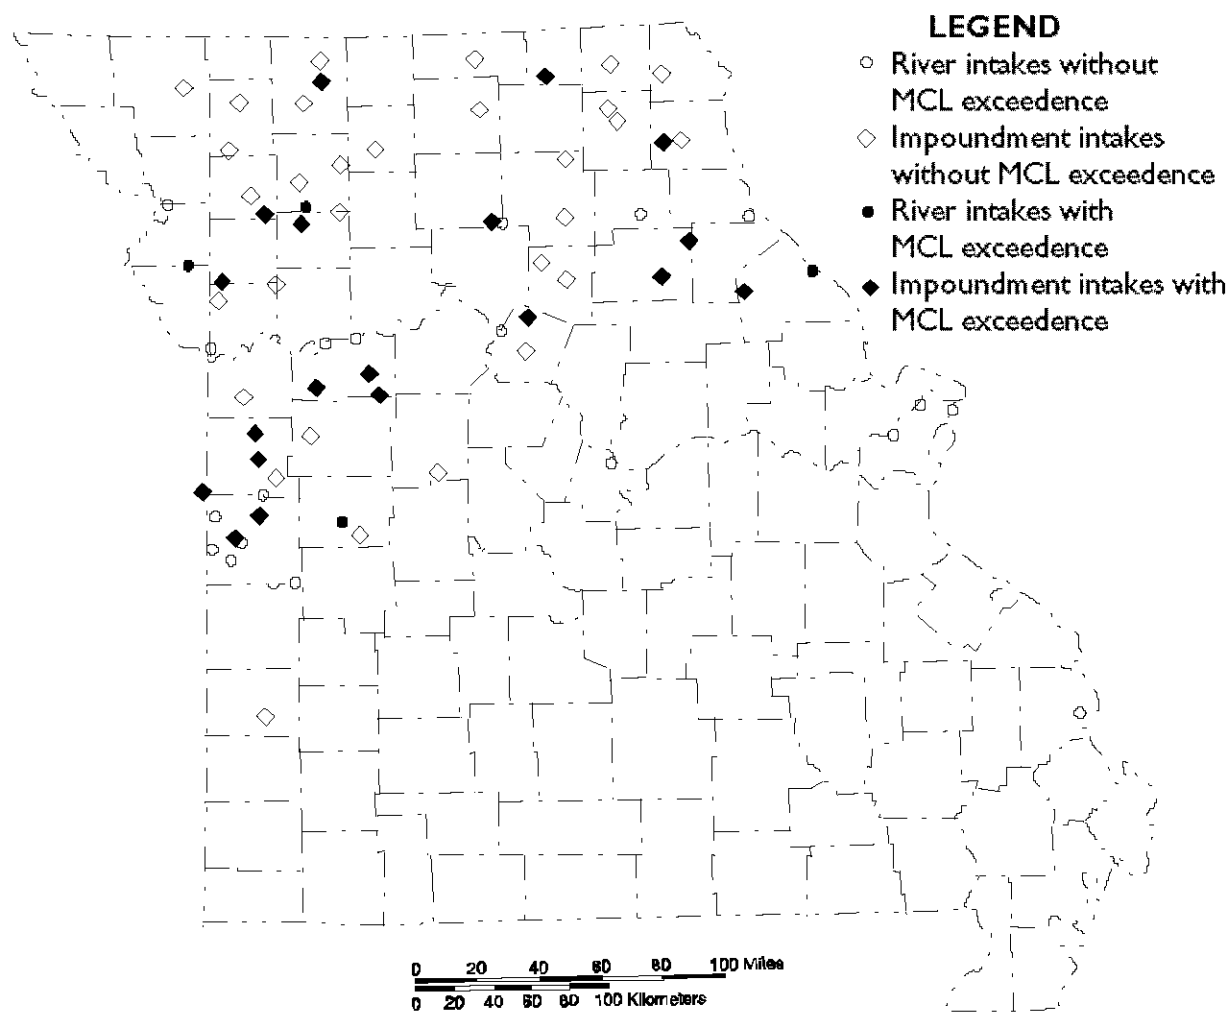 LEGEND
River intakes without
MCL exceedence
Impoundment intakes
without MCL exceedence
River intakes with
MCL exceedence
Impoundment intakes with
MCL exceedence
0 20 40 60 80 100 Miles
0 20 40 60 80 100 Kilometers